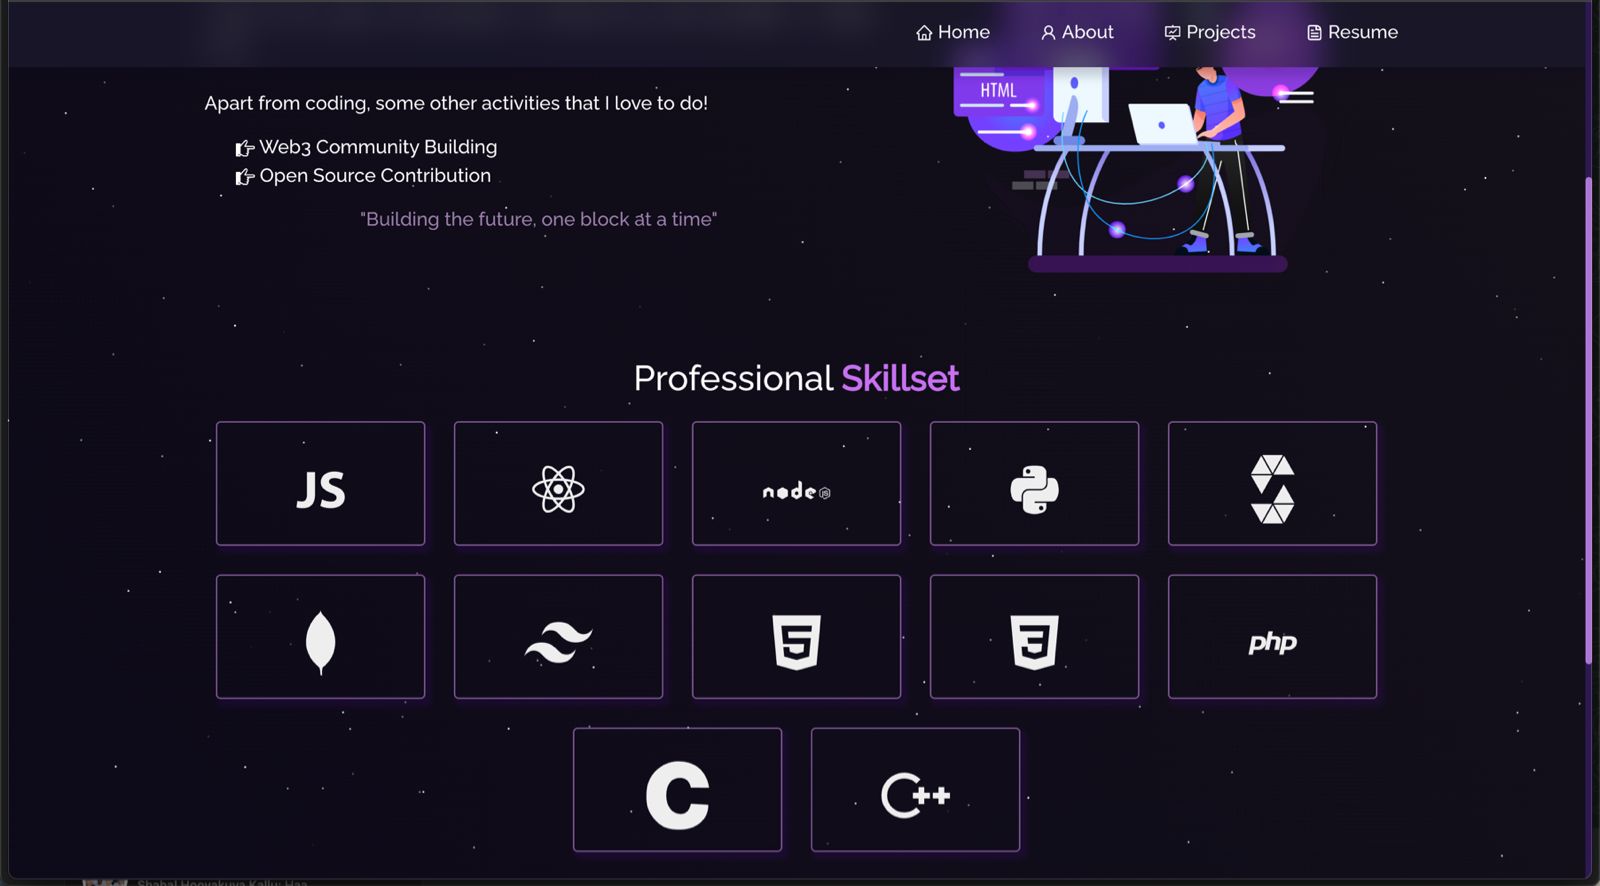 Home
About
Projects
Resume
HTML
Apart from coding, some other activities that I love to do!
Web3 Community Building
Open Source Contribution
"Building the future, one block at a time"
Professional Skillset
JS
node JS
5
3
php
C
C++